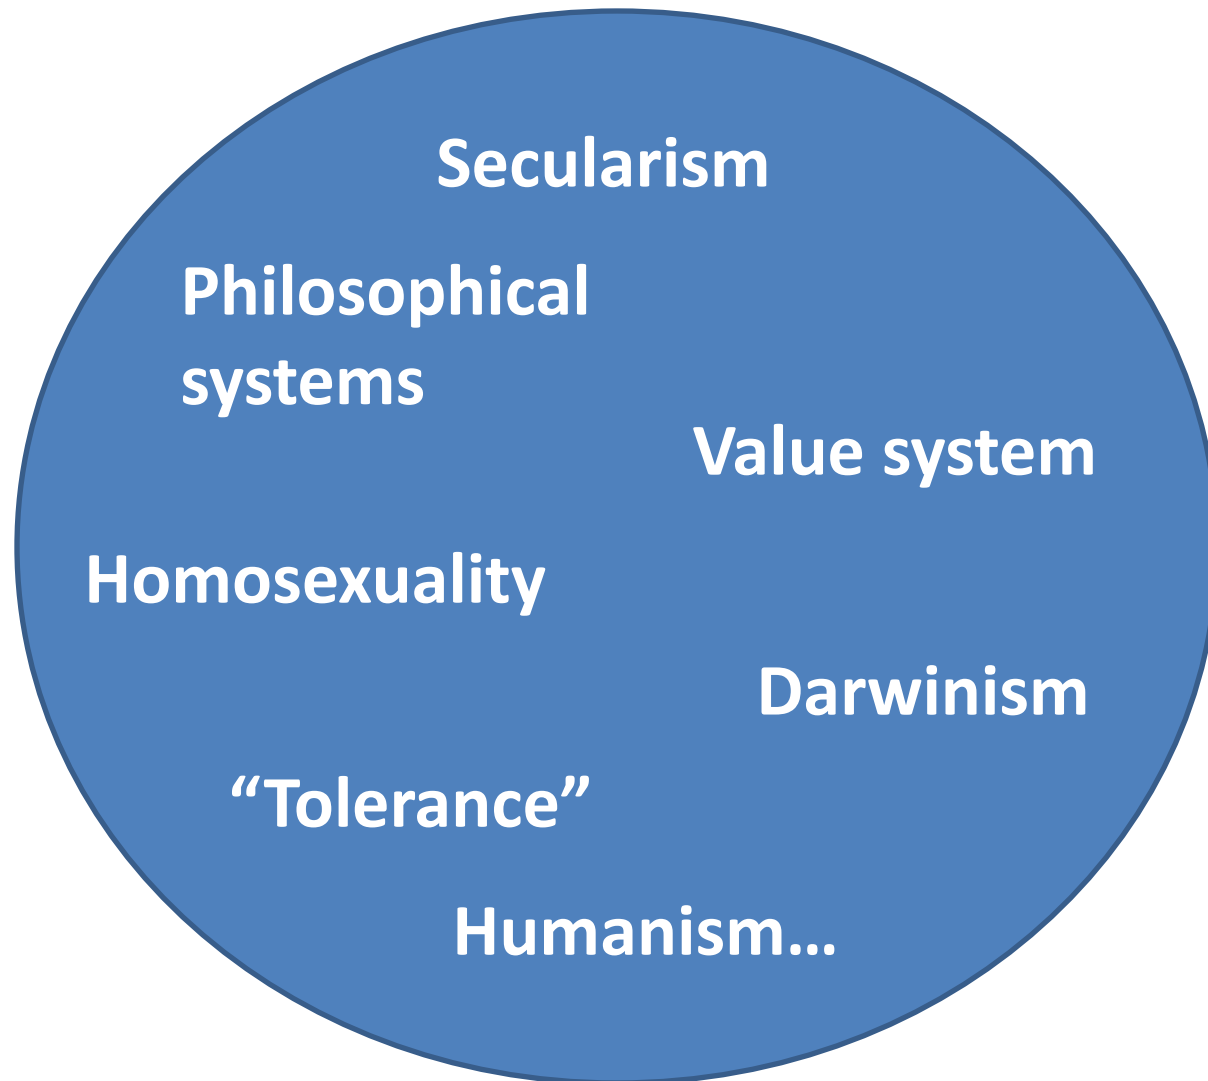 Secularism
Philosophical
systems
Value system
Homosexuality
Darwinism
“Tolerance”
Humanism…